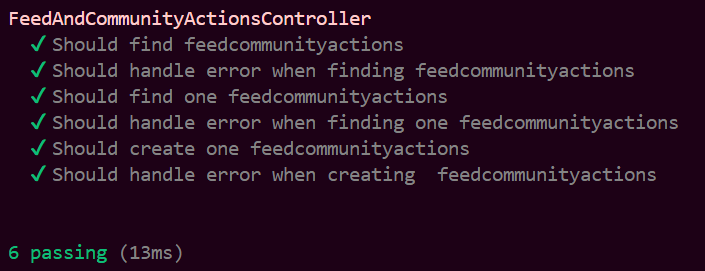 FeedAndCommunityActionsController
✓ Should find feedcommunityactions
✓ Should handle error when finding feedcommunityactions
✓ Should find one feedcommunityactions
✓ Should handle error when finding one feedcommunityactions
✓ Should create one feedcommunityactions
✓ Should handle error when creating  feedcommunityactions
6 passing (13ms)